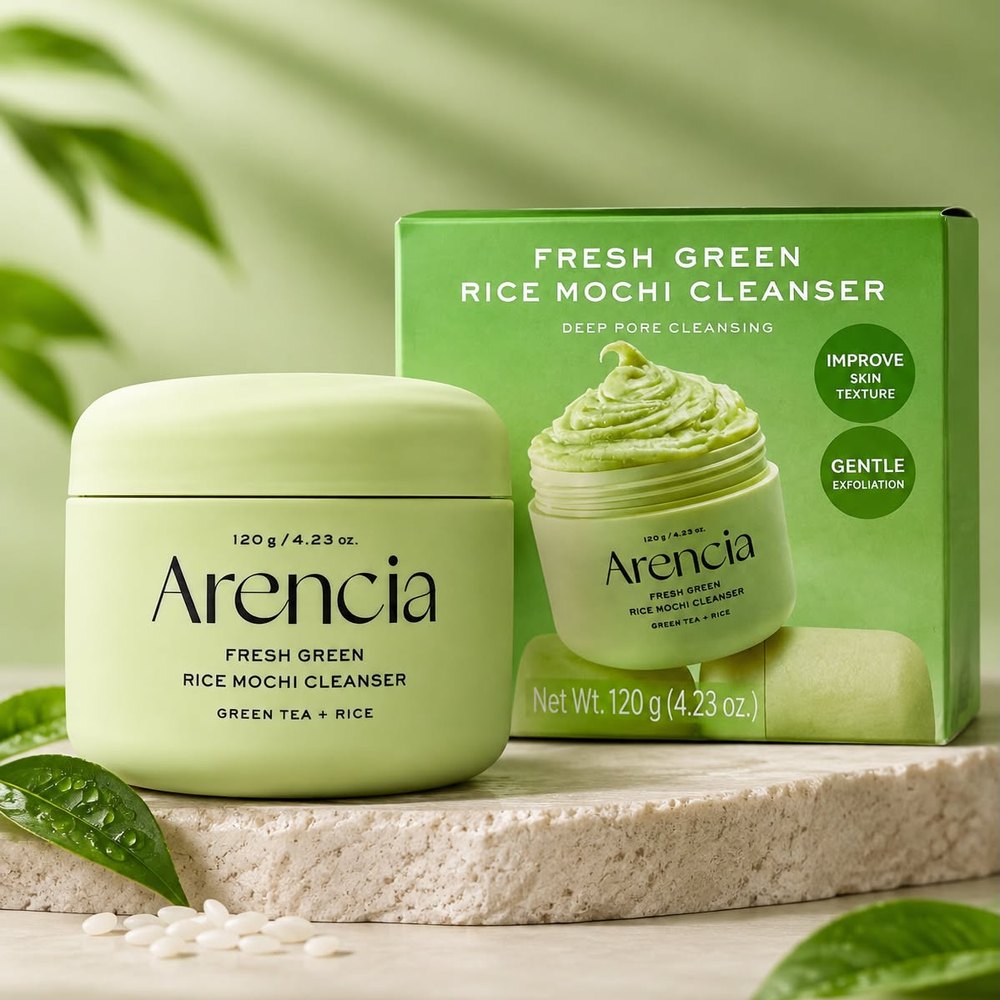 120 g / 4.23 oz.
Arencia
FRESH GREEN
RICE MOCHI CLEANSER
GREEN TEA + RICE
FRESH GREEN
RICE MOCHI CLEANSER
DEEP PORE CLEANSING
IMPROVE
SKIN
TEXTURE
GENTLE
EXFOLIATION
120 g / 4.23 oz.
Arencia
FRESH GREEN
RICE MOCHI CLEANSER
GREEN TEA + RICE
Net Wt. 120 g (4.23 oz.)